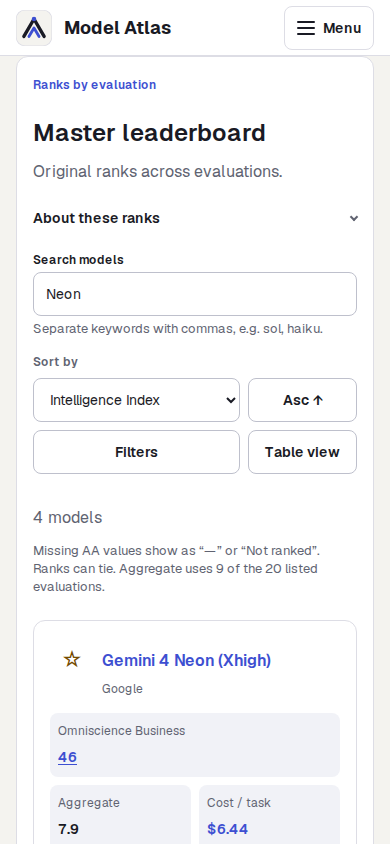 Model Atlas
Menu
Ranks by evaluation
Master leaderboard
Original ranks across evaluations.
About these ranks
Search models
Neon
Separate keywords with commas, e.g. sol, haiku.
Sort by
Intelligence Index
Asc ↑
Filters
Table view
4 models
Missing AA values show as “—” or “Not ranked”.
Ranks can tie. Aggregate uses 9 of the 20 listed
evaluations.
Gemini 4 Neon (Xhigh)
Google
Omniscience Business
46
Aggregate
7.9
Cost / task
$6.44